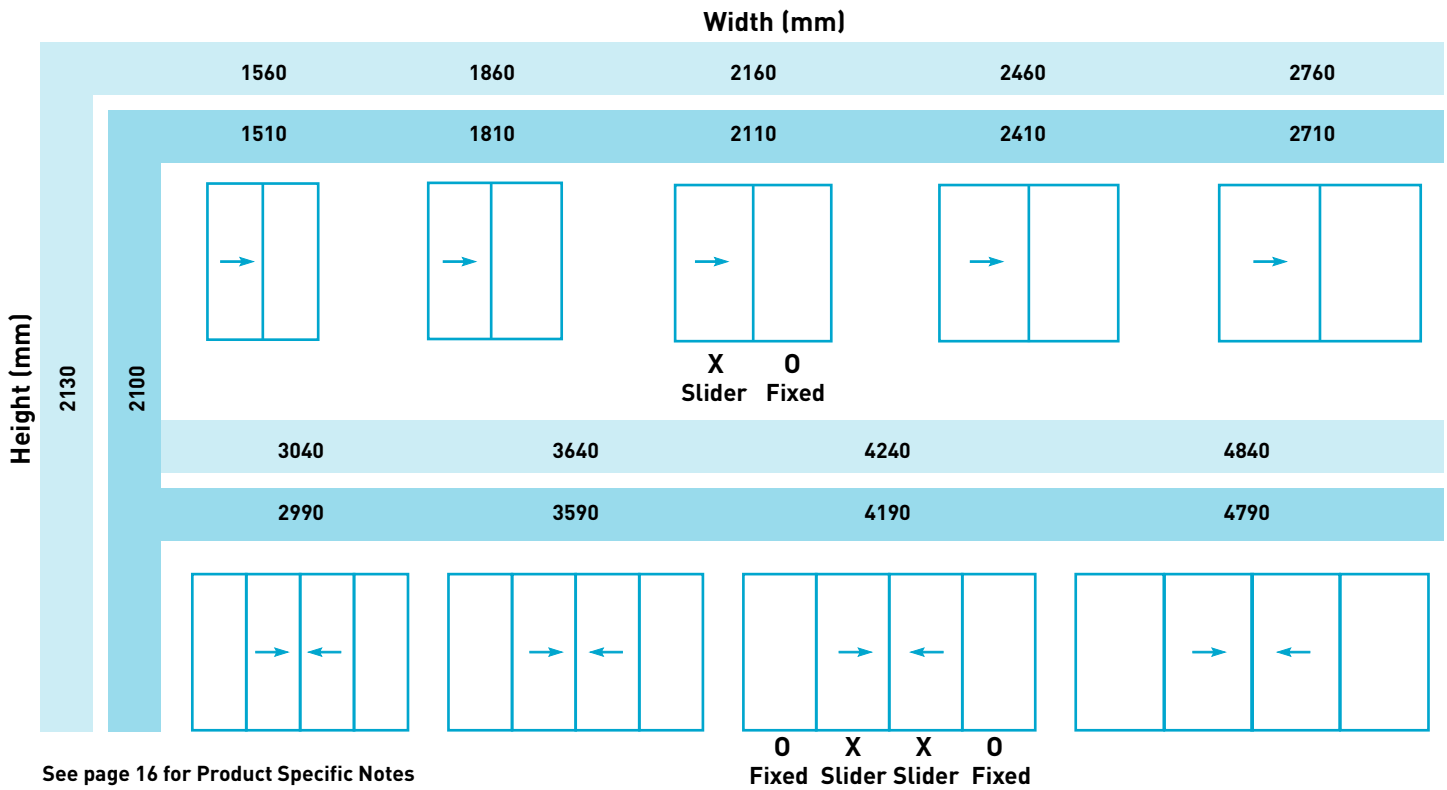 Width (mm)
1560 1860 2160 2460 2760
1510 1810 2110 2410 2710
Height (mm)
2130
2100
X O
Slider Fixed
3040 3640 4240 4840
2990 3590 4190 4790
O X X O
Fixed Slider Slider Fixed
See page 16 for Product Specific Notes